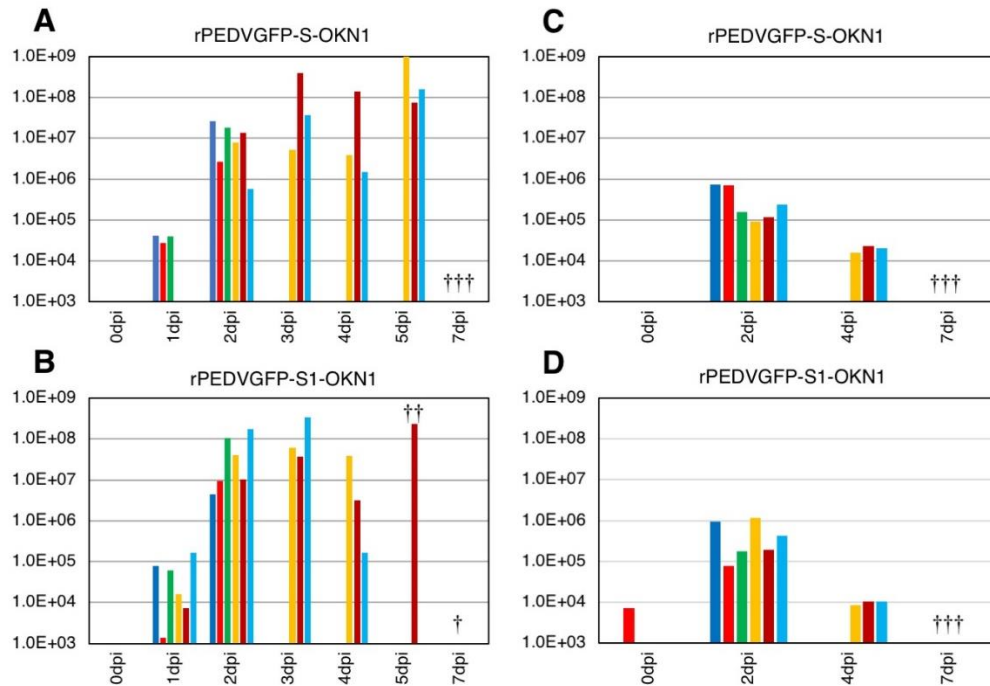 A
rPEDVGFP-S-OKN1
1.0E+09
1.0E+08
1.0E+07
1.0E+06
1.0E+05
1.0E+04
1.0E+03
†††
0dpi
1dpi
2dpi
3dpi
4dpi
5dpi
7dpi
C
rPEDVGFP-S-OKN1
1.0E+09
1.0E+08
1.0E+07
1.0E+06
1.0E+05
1.0E+04
1.0E+03
†††
0dpi
2dpi
4dpi
7dpi
B
rPEDVGFP-S1-OKN1
1.0E+09
1.0E+08
1.0E+07
1.0E+06
1.0E+05
1.0E+04
1.0E+03
††
†
0dpi
1dpi
2dpi
3dpi
4dpi
5dpi
7dpi
D
rPEDVGFP-S1-OKN1
1.0E+09
1.0E+08
1.0E+07
1.0E+06
1.0E+05
1.0E+04
1.0E+03
†††
0dpi
2dpi
4dpi
7dpi